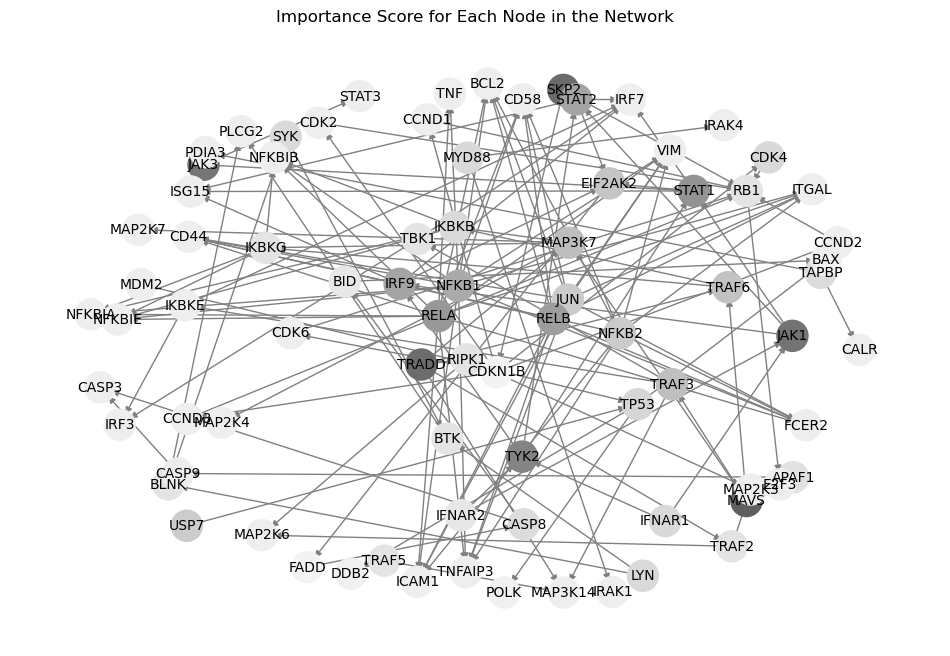 Importance Score for Each Node in the Network
BCL2
SKP2
TNF
STAT3
CD58
STAT2
IRF7
CCND1
CDK2
IRAK4
PLCG2
SYK
VIM
PDIA3
NFKBIB
MYD88
CDK4
JAK3
EIF2AK2
ISG15
STAT1
RB1
ITGAL
MAP2K7
IKBKB
CD44
TBK1
MAP3K7
CCND2
IKBKG
BAX
TAPBP
MDM2
BID
IRF9
NFKB1
TRAF6
JUN
IKBKE
NFKBIA
NFKBIE
RELA
RELB
CDK6
NFKB2
JAK1
CALR
RIPK1
TRADD
CDKN1B
CASP3
TRAF3
TP53
IRF3
CCND3
MAP2K4
FCER2
BTK
TYK2
CASP9
BLNK
APAF1
E2F3
MAP2K3
MAVS
IFNAR2
CASP8
IFNAR1
USP7
MAP2K6
TRAF2
TRAF5
FADD
DDB2
TNFAIP3
LYN
ICAM1
POLK
MAP3K14
IRAK1